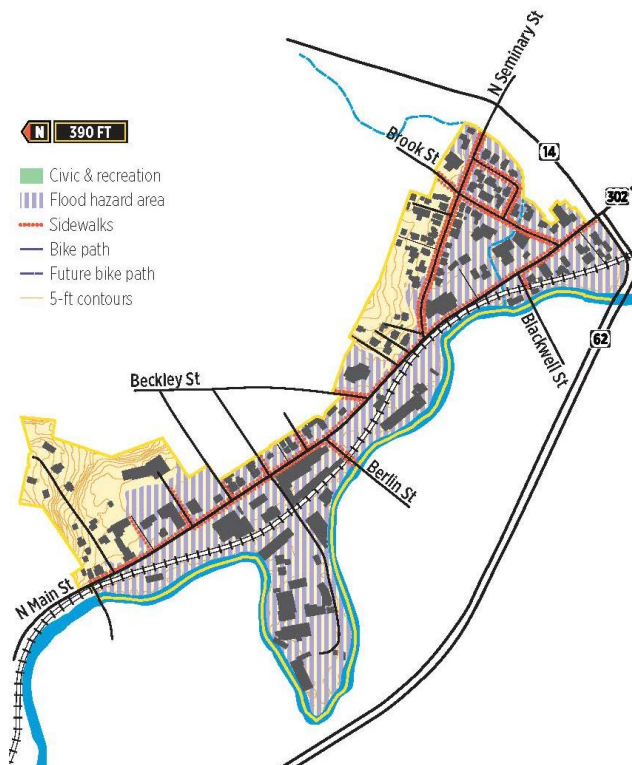 N Seminary St
N 390 FT
Brook St
14
302
Civic & recreation
Flood hazard area
Sidewalks
Bike path
Future bike path
5-ft contours
Blackwell St
62
Beckley St
Berlin St
N Main St